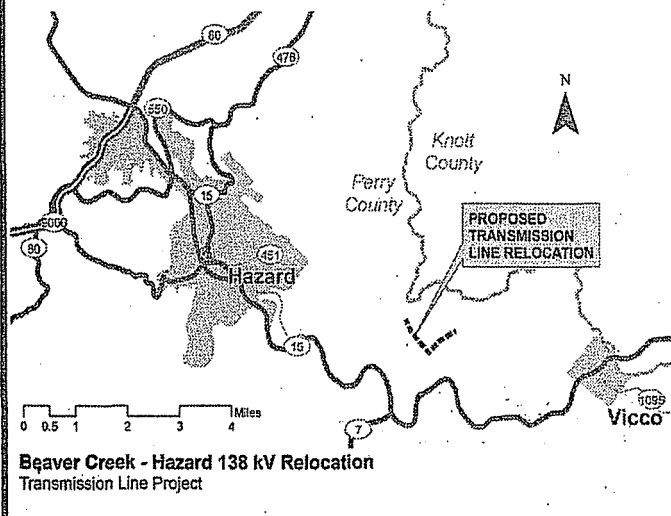 60
476
550
N
Knott
County
Perry
County
15
PROPOSED
TRANSMISSION
LINE RELOCATION
80
451
Hazard
15
0 0.5 1 2 3 4 Miles
7
1095
Vicco
Beaver Creek - Hazard 138 kV Relocation
Transmission Line Project